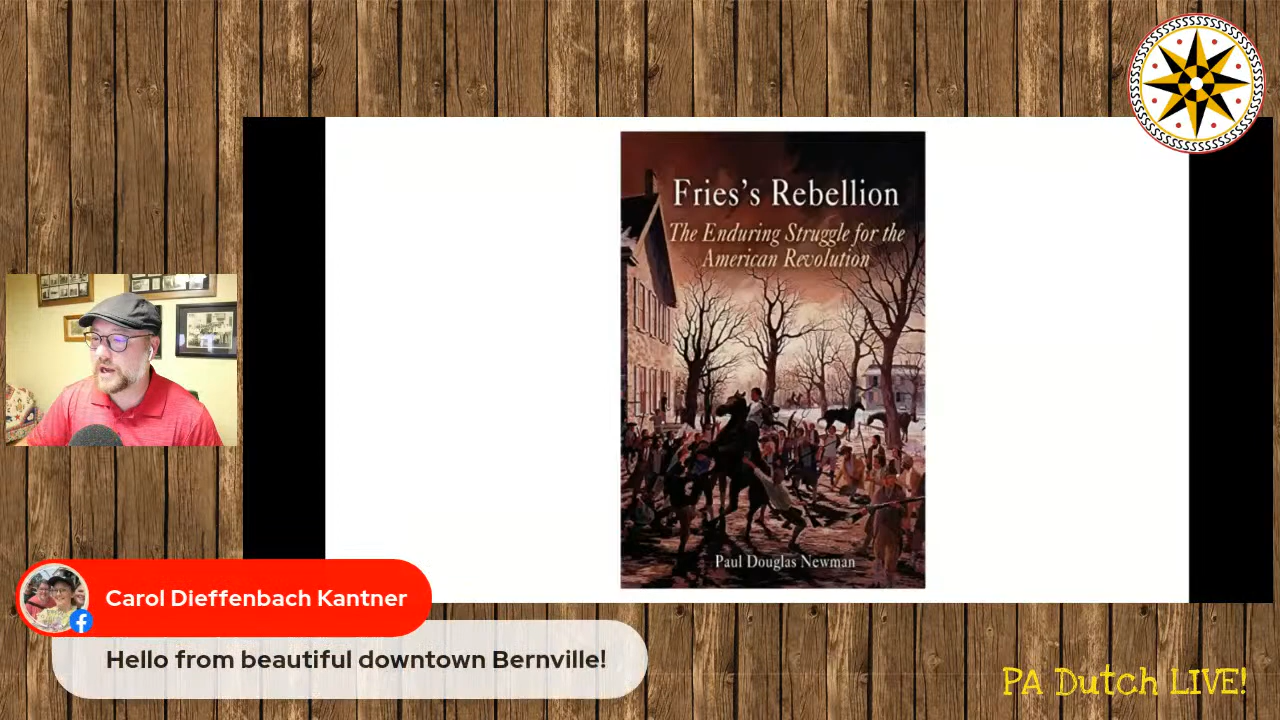 Fries's Rebellion
The Enduring Struggle for the
American Revolution
Paul Douglas Newman
Carol Dieffenbach Kantner
Hello from beautiful downtown Bernville!
PA Dutch LIVE!